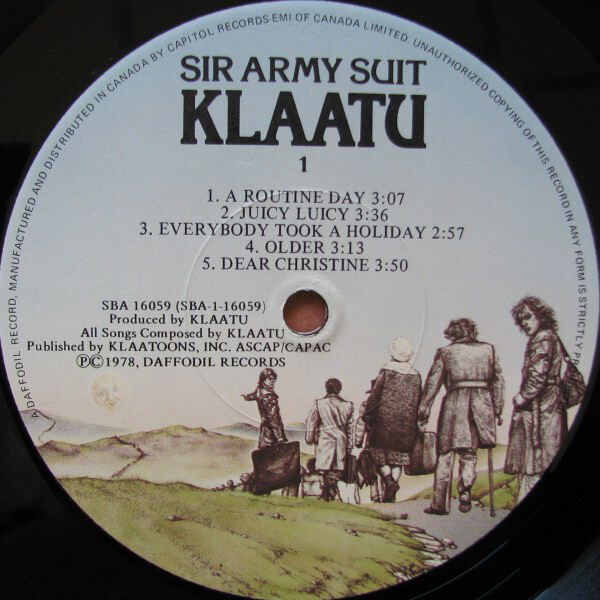 A DAFFODIL RECORD, MANUFACTURED AND DISTRIBUTED IN CANADA BY CAPITOL RECORDS EMI OF CANADA LIMITED. UNAUTHORIZED COPYING OF THIS RECORD IN ANY FORM IS STRICTLY
SIR ARMY SUIT
KLAATU
1
1. A ROUTINE DAY 3:07
2. JUICY LUICY 3:36
3. EVERYBODY TOOK A HOLIDAY 2:57
4. OLDER 3:13
5. DEAR CHRISTINE 3:50
SBA 16059 (SBA-1-16059)
Produced by KLAATU
All Songs Composed by KLAATU
Published by KLAATOONS, INC. ASCAP/CAPAC
ⓅⒸ1978, DAFFODIL RECORDS